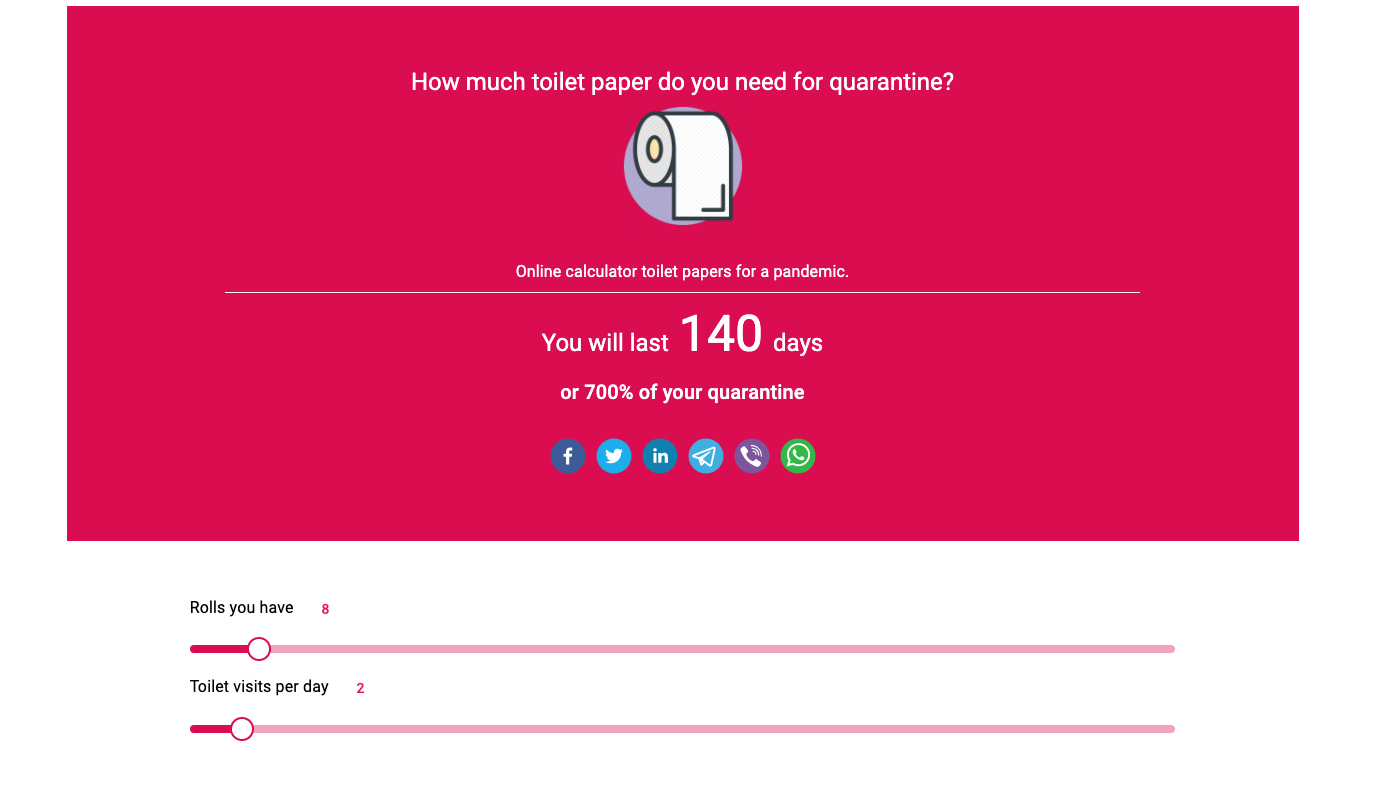 How much toilet paper do you need for quarantine?
Online calculator toilet papers for a pandemic.
You will last 140 days
or 700% of your quarantine
Rolls you have 8
Toilet visits per day 2